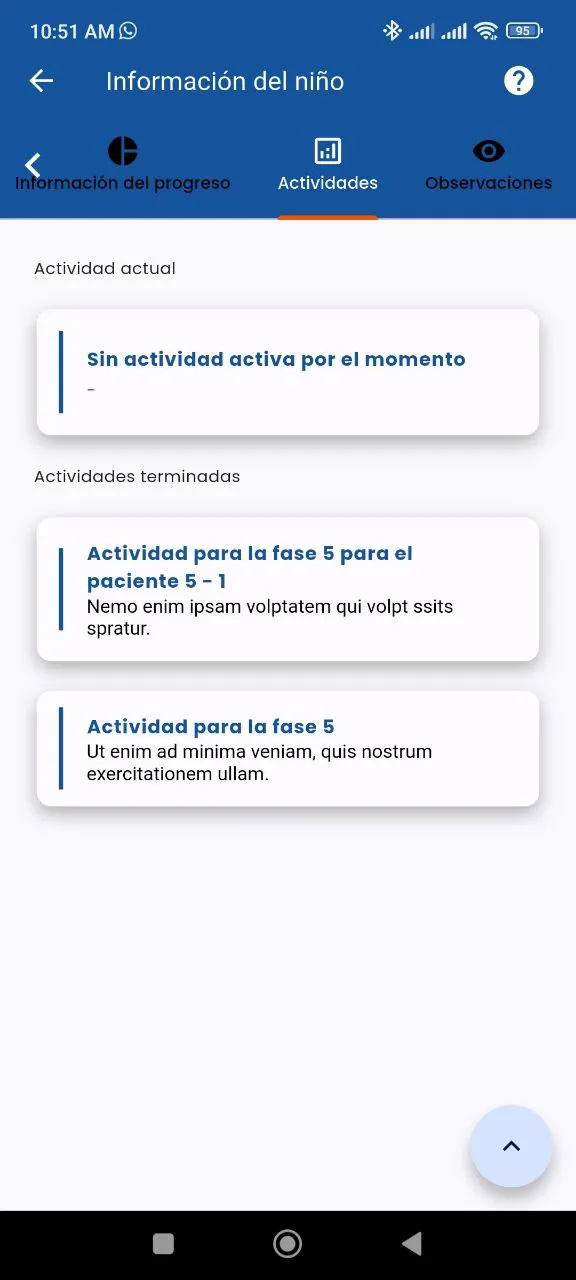 10:51 AM
95
Información del niño
?
Información del progreso
Actividades
Observaciones
Actividad actual
Sin actividad activa por el momento
-
Actividades terminadas
Actividad para la fase 5 para el
paciente 5 - 1
Nemo enim ipsam volptatem qui volpt ssits
spratur.
Actividad para la fase 5
Ut enim ad minima veniam, quis nostrum
exercitationem ullam.